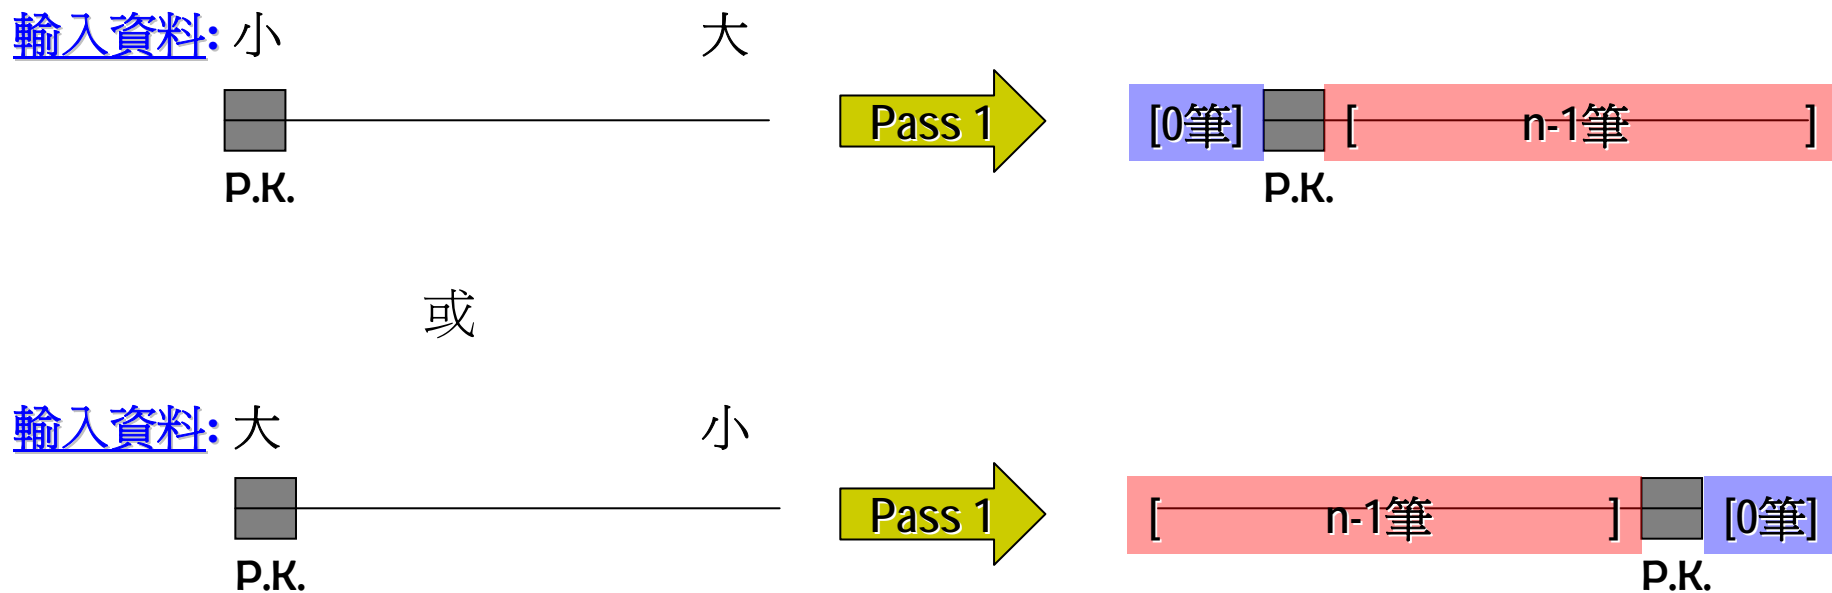 輸入資料: 小 大
Pass 1
[0筆] [ n-1筆 ]
P.K. P.K.
或
輸入資料: 大 小
Pass 1
[ n-1筆 ] [0筆]
P.K. P.K.